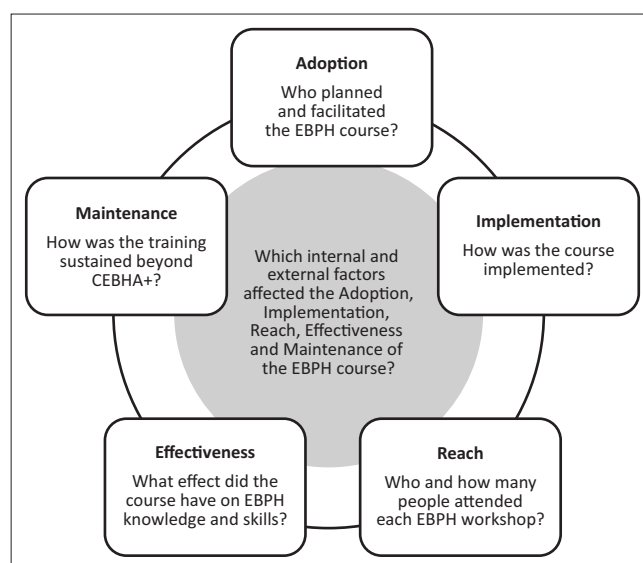 Adoption
Who planned
and facilitated
the EBPH course?
Maintenance
How was the training
sustained beyond
CEBHA+?
Implementation
How was the course
implemented?
Which internal and
external factors
affected the Adoption,
Implementation,
Reach, Effectiveness
and Maintenance of
the EBPH course?
Effectiveness
What effect did the
course have on EBPH
knowledge and skills?
Reach
Who and how many
people attended
each EBPH workshop?